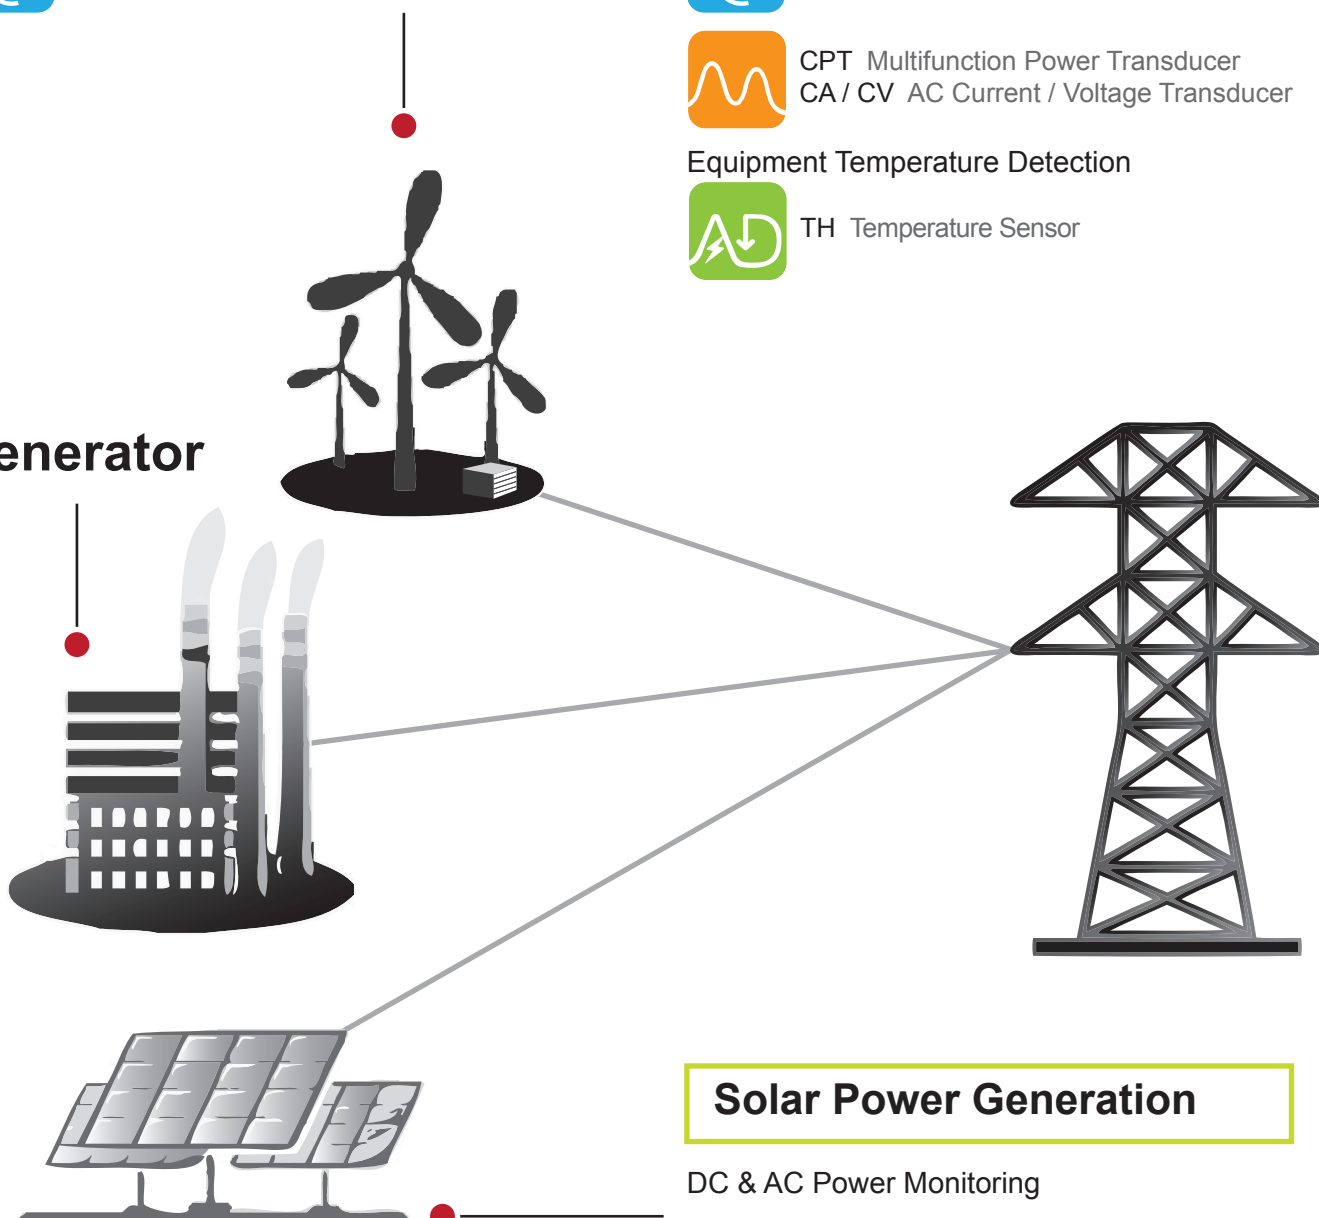 CPT Multifunction Power Transducer
CA / CV AC Current / Voltage Transducer
Equipment Temperature Detection
AD
TH Temperature Sensor
enerator
Solar Power Generation
DC & AC Power Monitoring